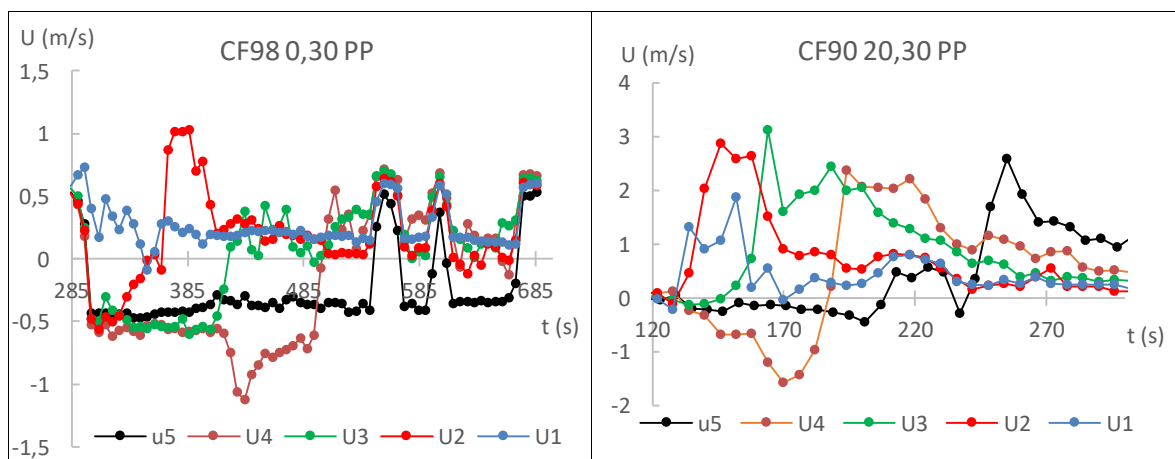 U (m/s)
CF98 0,30 PP
1,5
1
0,5
0
285 385 485 585 685
-0,5
t (s)
-1
-1,5
u5 U4 U3 U2 U1
U (m/s)
CF90 20,30 PP
4
3
2
1
0
120 170 220 270
t (s)
-1
-2
u5 U4 U3 U2 U1